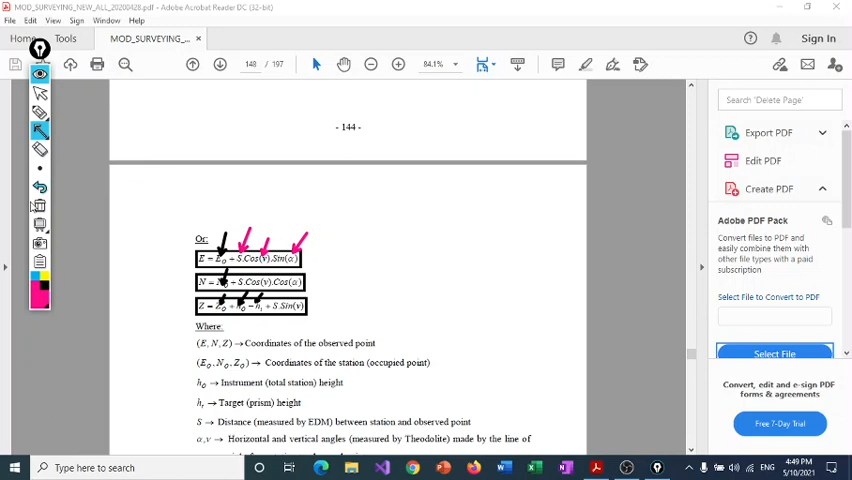 MOD_SURVEYING_NEW_ALL_20200428.pdf - Adobe Acrobat Reader DC (32-bit)
File Edit View Sign Window Help
Home Tools MOD_SURVEYING_... × Sign In
148 / 197 84.1%
- 144 -
Or:
E = E₀ + S.Cos(v).Sin(α)
N = N₀ + S.Cos(v).Cos(α)
Z = Z₀ + h₀ − hₜ + S.Sin(v)
Where:
(E, N, Z) → Coordinates of the observed point
(E₀, N₀, Z₀) → Coordinates of the station (occupied point)
h₀ → Instrument (total station) height
hₜ → Target (prism) height
S → Distance (measured by EDM) between station and observed point
α,v → Horizontal and vertical angles (measured by Theodolite) made by the line of
Search 'Delete Page'
Export PDF
Edit PDF
Create PDF
Adobe PDF Pack
Convert files to PDF and
easily combine them with
other file types with a paid
subscription
Select File to Convert to PDF
Select File
Convert, edit and e-sign PDF
forms & agreements
Free 7-Day Trial
Type here to search
ENG
4:49 PM
5/10/2021